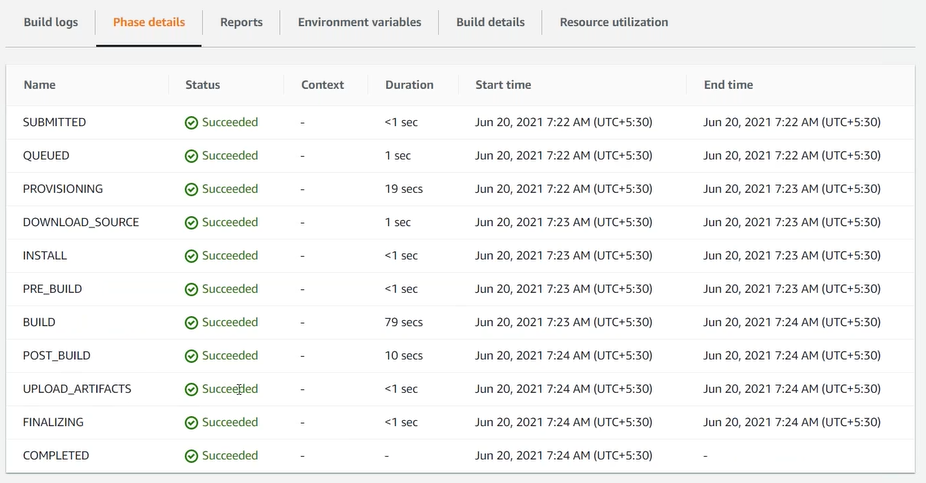 Build logs Phase details Reports Environment variables Build details Resource utilization
Name Status Context Duration Start time End time
SUBMITTED Succeeded - <1 sec Jun 20, 2021 7:22 AM (UTC+5:30) Jun 20, 2021 7:22 AM (UTC+5:30)
QUEUED Succeeded - 1 sec Jun 20, 2021 7:22 AM (UTC+5:30) Jun 20, 2021 7:22 AM (UTC+5:30)
PROVISIONING Succeeded - 19 secs Jun 20, 2021 7:22 AM (UTC+5:30) Jun 20, 2021 7:23 AM (UTC+5:30)
DOWNLOAD_SOURCE Succeeded - 1 sec Jun 20, 2021 7:23 AM (UTC+5:30) Jun 20, 2021 7:23 AM (UTC+5:30)
INSTALL Succeeded - <1 sec Jun 20, 2021 7:23 AM (UTC+5:30) Jun 20, 2021 7:23 AM (UTC+5:30)
PRE_BUILD Succeeded - <1 sec Jun 20, 2021 7:23 AM (UTC+5:30) Jun 20, 2021 7:23 AM (UTC+5:30)
BUILD Succeeded - 79 secs Jun 20, 2021 7:23 AM (UTC+5:30) Jun 20, 2021 7:24 AM (UTC+5:30)
POST_BUILD Succeeded - 10 secs Jun 20, 2021 7:24 AM (UTC+5:30) Jun 20, 2021 7:24 AM (UTC+5:30)
UPLOAD_ARTIFACTS Succeeded - <1 sec Jun 20, 2021 7:24 AM (UTC+5:30) Jun 20, 2021 7:24 AM (UTC+5:30)
FINALIZING Succeeded - <1 sec Jun 20, 2021 7:24 AM (UTC+5:30) Jun 20, 2021 7:24 AM (UTC+5:30)
COMPLETED Succeeded - - Jun 20, 2021 7:24 AM (UTC+5:30) -